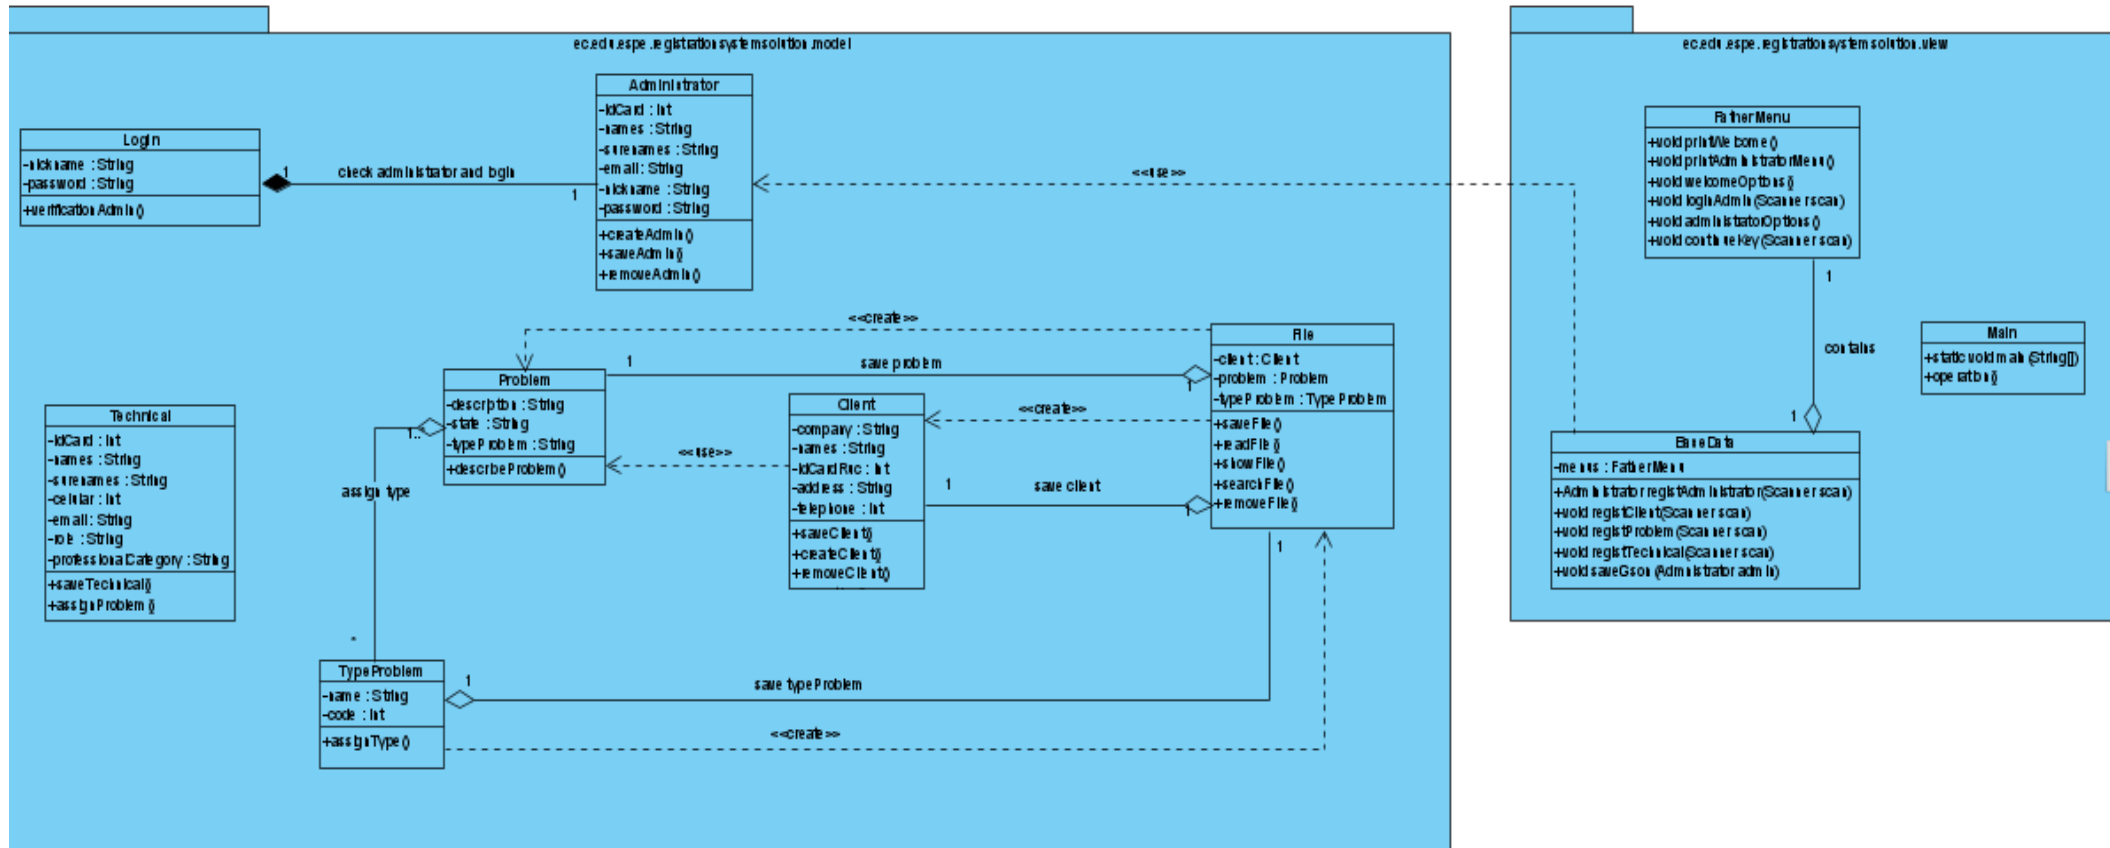 ec.edu.espe.registrationsystemsolution.model
Administrator
-idCard : int
-names : String
-surenames : String
-email : String
-nickname : String
-password : String
+createAdmin()
+saveAdmin()
+removeAdmin()
Login
-nickname : String
-password : String
+verificationAdmin()
1
check administrator and login
1
<<use>>
<<create>>
File
-client : Client
-problem : Problem
-typeProblem : TypeProblem
+saveFile()
+readFile()
+showFile()
+searchFile()
+removeFile()
1
save problem
1
Problem
-description : String
-state : String
-typeProblem : String
+describeProblem()
Client
-company : String
-names : String
-idCardRuc : int
-address : String
-telephone : int
+saveClient()
+createClient()
+removeClient()
<<create>>
<<use>>
1
save client
1
1..
assign type
*
Technical
-idCard : int
-names : String
-surenames : String
-celular : int
-email : String
-role : String
-professionalCategory : String
+saveTechnical()
+assignProblem()
TypeProblem
-name : String
-code : int
+assignType()
1
save typeProblem
1
<<create>>
ec.edu.espe.registrationsystemsolution.view
FatherMenu
+void printWelcome()
+void printAdministratorMenu()
+void welcomeOptions()
+void loginAdmin(Scanner scan)
+void administratorOptions()
+void continueKey(Scanner scan)
1
contains
1
Main
+static void main(String[])
+operation()
BaseData
-menus : FatherMenu
+Administrator registAdministrator(Scanner scan)
+void registClient(Scanner scan)
+void registProblem(Scanner scan)
+void registTechnical(Scanner scan)
+void saveGson(Administrator admin)